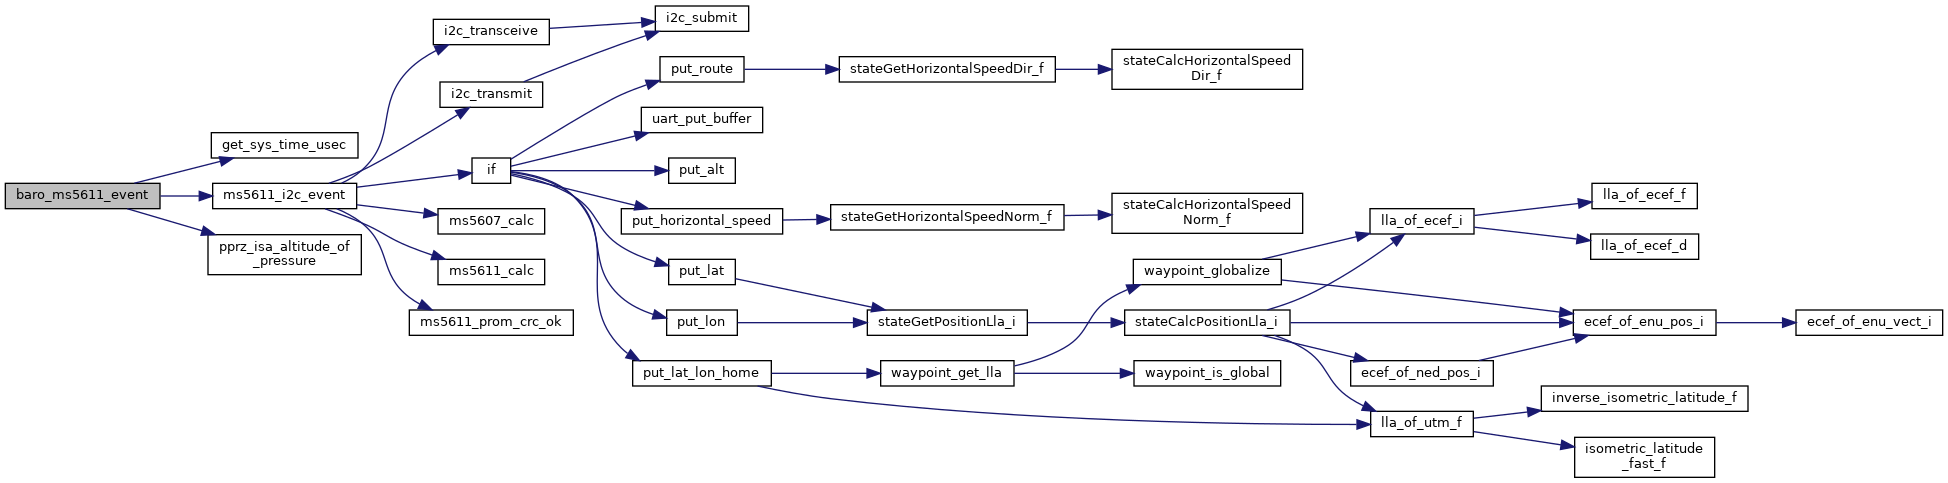 baro_ms5611_event
get_sys_time_usec
ms5611_i2c_event
pprz_isa_altitude_of
_pressure
i2c_transceive
i2c_transmit
if
ms5607_calc
ms5611_calc
ms5611_prom_crc_ok
i2c_submit
put_route
uart_put_buffer
put_alt
put_horizontal_speed
put_lat
put_lon
put_lat_lon_home
stateGetHorizontalSpeedDir_f
stateGetHorizontalSpeedNorm_f
stateGetPositionLla_i
waypoint_get_lla
stateCalcHorizontalSpeed
Dir_f
stateCalcHorizontalSpeed
Norm_f
waypoint_globalize
stateCalcPositionLla_i
waypoint_is_global
lla_of_ecef_i
ecef_of_ned_pos_i
lla_of_utm_f
lla_of_ecef_f
lla_of_ecef_d
ecef_of_enu_pos_i
inverse_isometric_latitude_f
isometric_latitude
_fast_f
ecef_of_enu_vect_i